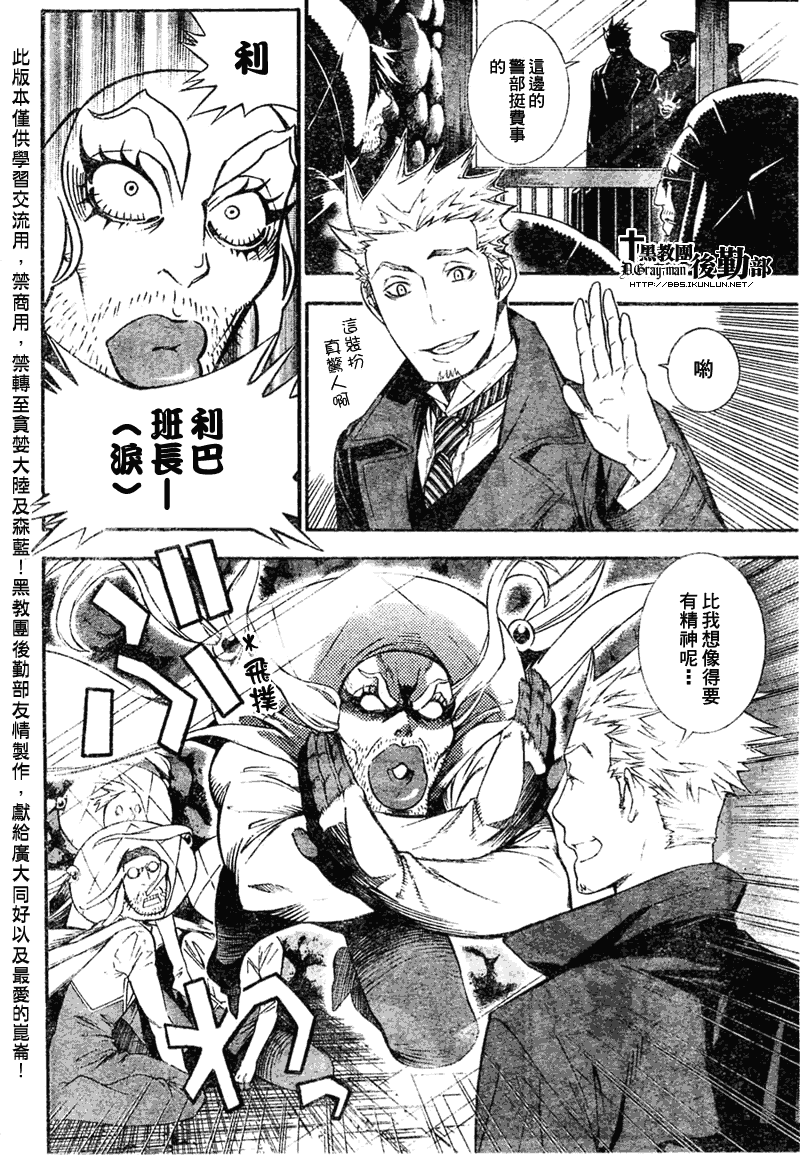 這邊的
警部挺費事
的
黑教團
D.Gray-man
後勤部
HTTP://BBS.IKUNLUN.NET/
喲
這裝扮
真驚人啊
利
利巴
班長—
（淚）
比我想像得要
有精神呢…
*飛撲
此版本僅供學習交流用，禁商用，禁轉至貪婪大陸及森藍！黑教團後勤部友情製作，獻給廣大同好以及最愛的崑崙！